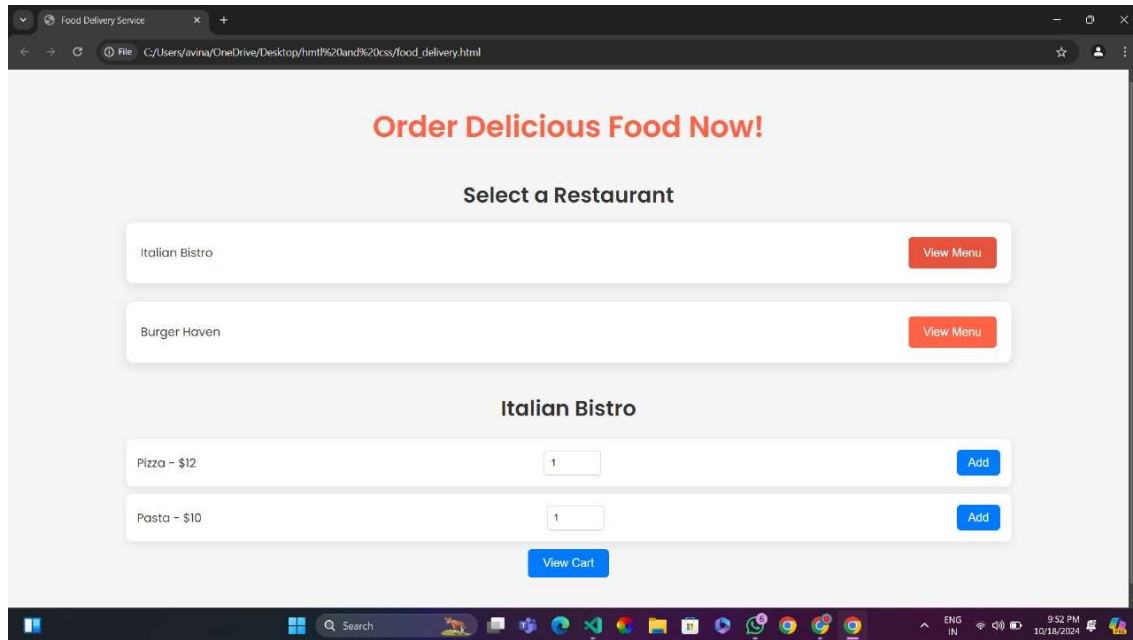 Food Delivery Service
File C:/Users/avina/OneDrive/Desktop/hmtl%20and%20css/food_delivery.html
Order Delicious Food Now!
Select a Restaurant
Italian Bistro View Menu
Burger Haven View Menu
Italian Bistro
Pizza - $12 1 Add
Pasta - $10 1 Add
View Cart
Search ENG 9:52 PM
IN 10/18/2024